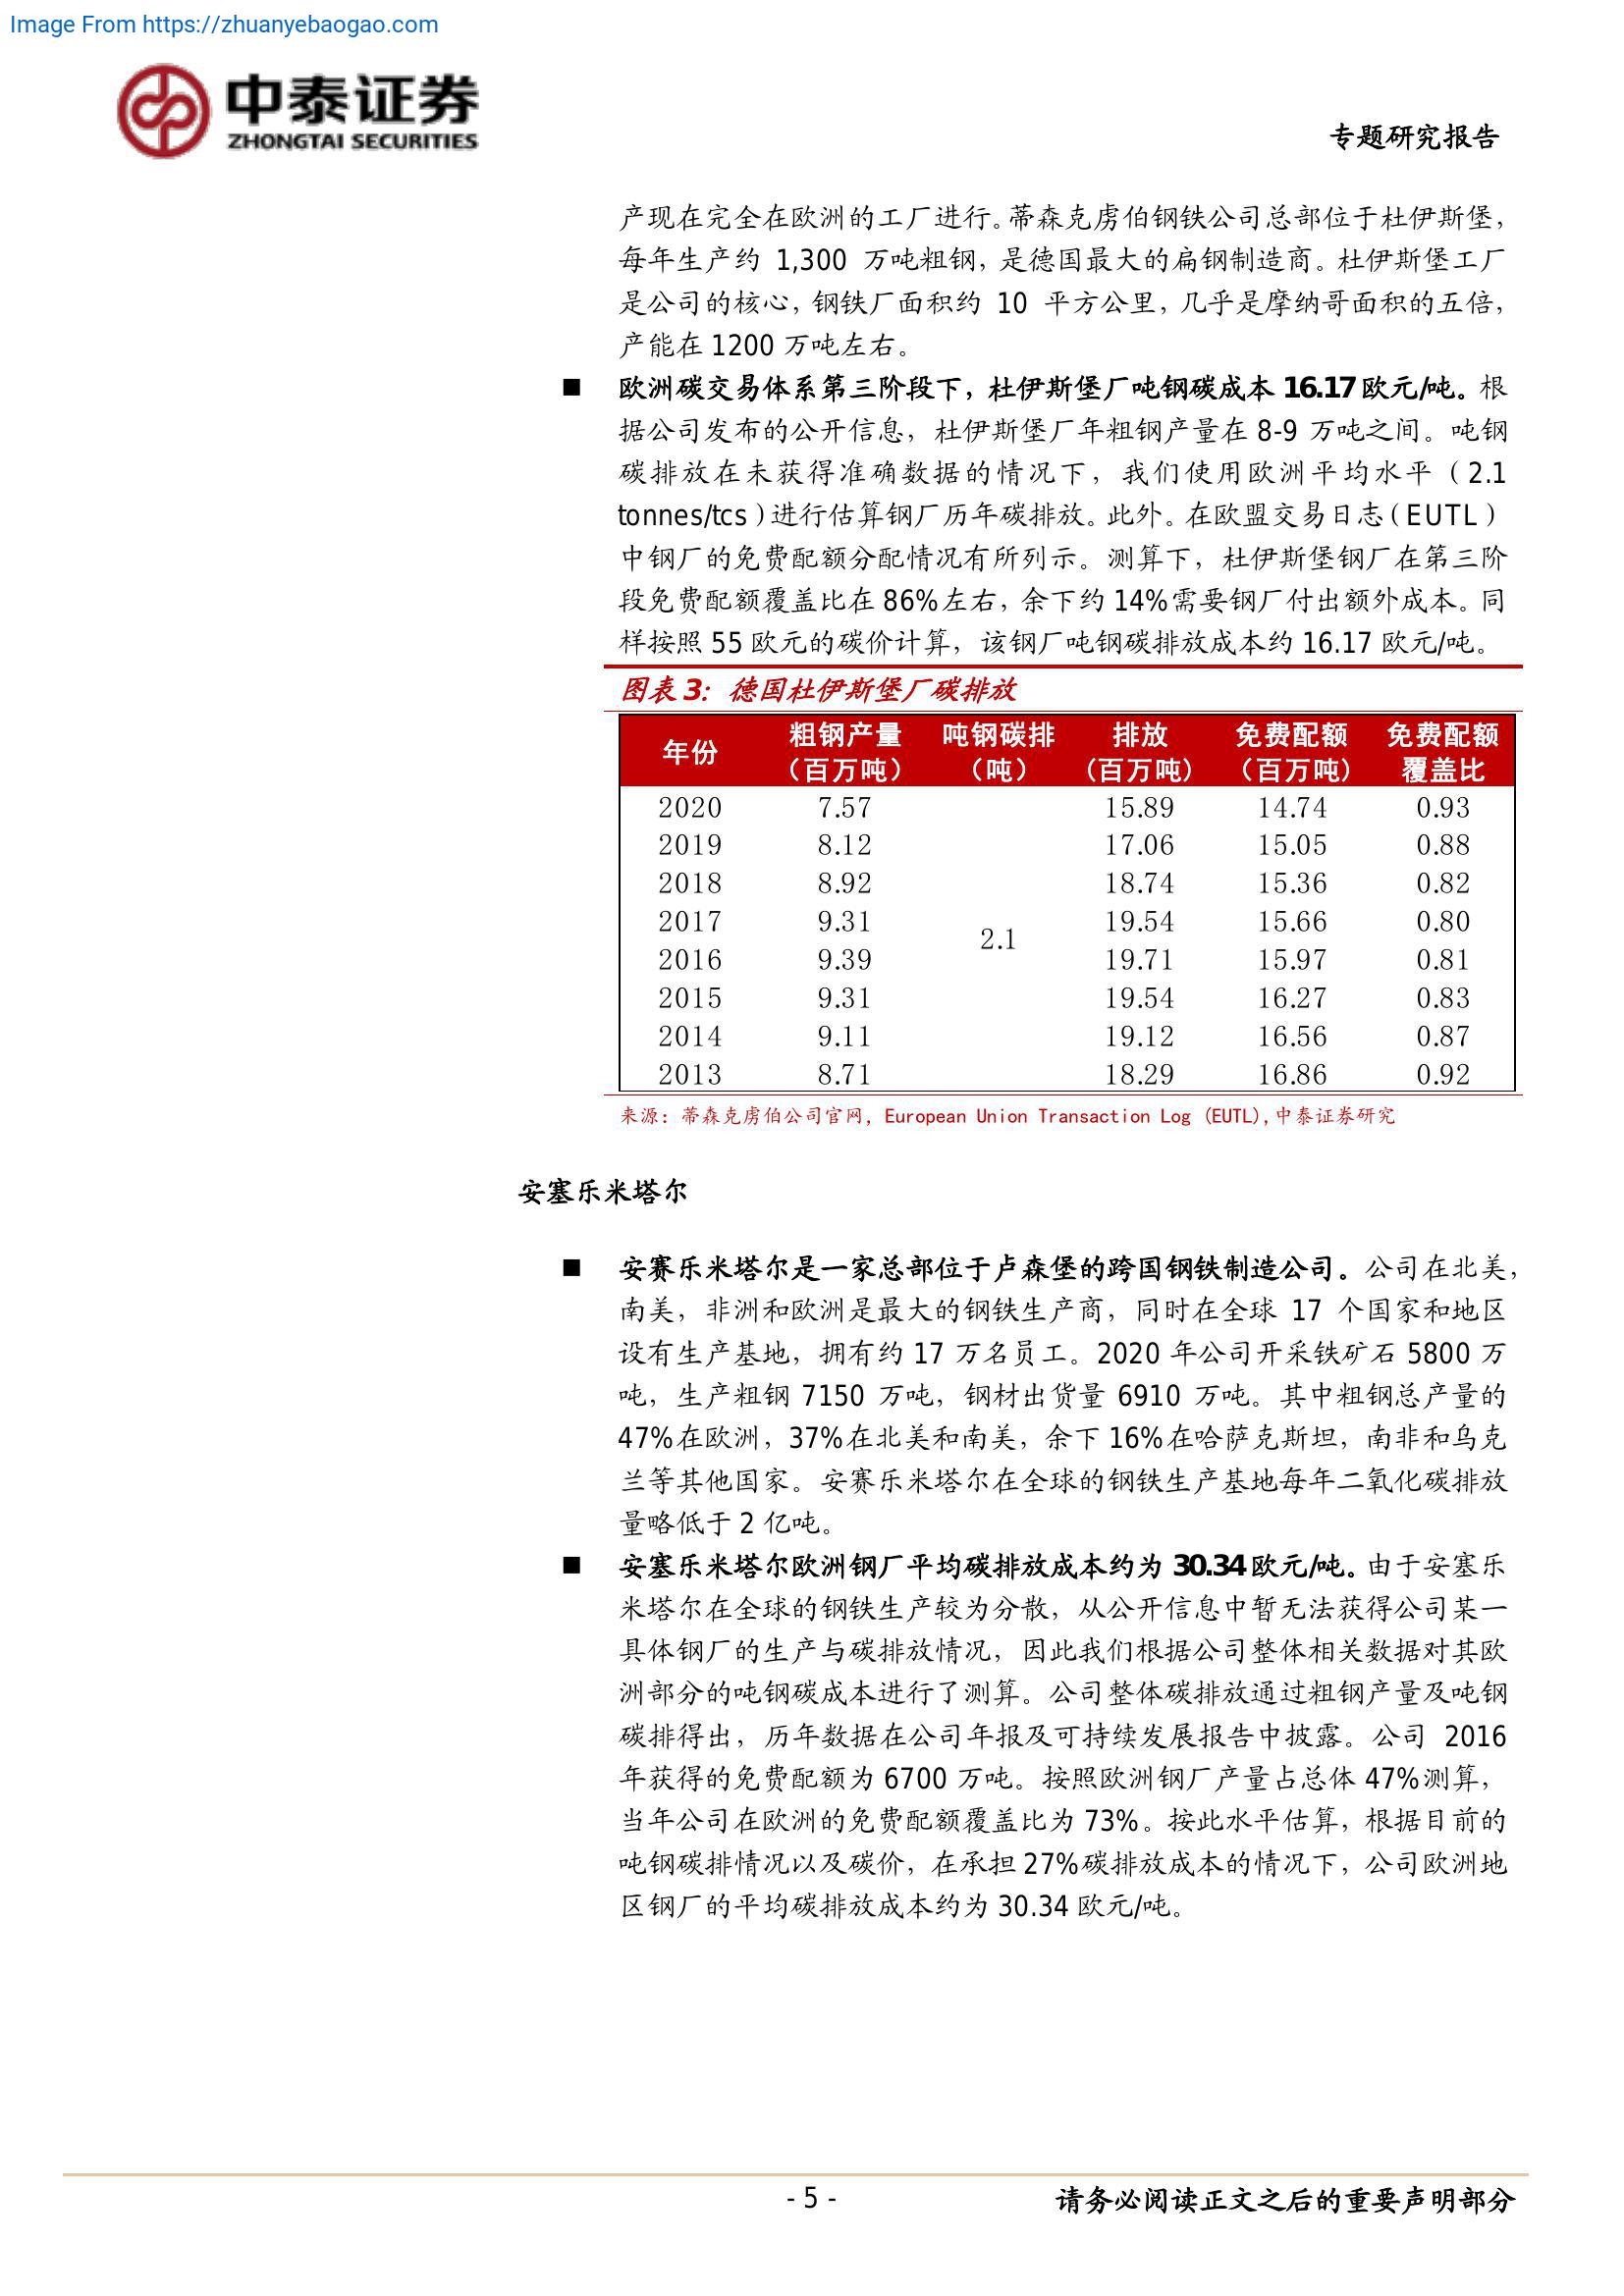 Image From https://zhuanyebaogao.com
中泰证券
ZHONGTAI SECURITIES
专题研究报告
产现在完全在欧洲的工厂进行。蒂森克虏伯钢铁公司总部位于杜伊斯堡，
每年生产约 1,300 万吨粗钢，是德国最大的扁钢制造商。杜伊斯堡工厂
是公司的核心，钢铁厂面积约 10 平方公里，几乎是摩纳哥面积的五倍，
产能在 1200 万吨左右。
■ 欧洲碳交易体系第三阶段下，杜伊斯堡厂吨钢碳成本 16.17 欧元/吨。根
据公司发布的公开信息，杜伊斯堡厂年粗钢产量在 8-9 万吨之间。吨钢
碳排放在未获得准确数据的情况下，我们使用欧洲平均水平（2.1
tonnes/tcs）进行估算钢厂历年碳排放。此外。在欧盟交易日志（EUTL）
中钢厂的免费配额分配情况有所列示。测算下，杜伊斯堡钢厂在第三阶
段免费配额覆盖比在 86%左右，余下约 14%需要钢厂付出额外成本。同
样按照 55 欧元的碳价计算，该钢厂吨钢碳排放成本约 16.17 欧元/吨。
图表 3：德国杜伊斯堡厂碳排放
年份 粗钢产量（百万吨） 吨钢碳排（吨） 排放（百万吨） 免费配额（百万吨） 免费配额覆盖比
2020 7.57 15.89 14.74 0.93
2019 8.12 17.06 15.05 0.88
2018 8.92 18.74 15.36 0.82
2017 9.31 19.54 15.66 0.80
2.1
2016 9.39 19.71 15.97 0.81
2015 9.31 19.54 16.27 0.83
2014 9.11 19.12 16.56 0.87
2013 8.71 18.29 16.86 0.92
来源：蒂森克虏伯公司官网，European Union Transaction Log (EUTL),中泰证券研究
安塞乐米塔尔
■ 安赛乐米塔尔是一家总部位于卢森堡的跨国钢铁制造公司。公司在北美，
南美，非洲和欧洲是最大的钢铁生产商，同时在全球 17 个国家和地区
设有生产基地，拥有约 17 万名员工。2020 年公司开采铁矿石 5800 万
吨，生产粗钢 7150 万吨，钢材出货量 6910 万吨。其中粗钢总产量的
47%在欧洲，37%在北美和南美，余下 16%在哈萨克斯坦，南非和乌克
兰等其他国家。安赛乐米塔尔在全球的钢铁生产基地每年二氧化碳排放
量略低于 2 亿吨。
■ 安塞乐米塔尔欧洲钢厂平均碳排放成本约为 30.34 欧元/吨。由于安塞乐
米塔尔在全球的钢铁生产较为分散，从公开信息中暂无法获得公司某一
具体钢厂的生产与碳排放情况，因此我们根据公司整体相关数据对其欧
洲部分的吨钢碳成本进行了测算。公司整体碳排放通过粗钢产量及吨钢
碳排得出，历年数据在公司年报及可持续发展报告中披露。公司 2016
年获得的免费配额为 6700 万吨。按照欧洲钢厂产量占总体 47%测算，
当年公司在欧洲的免费配额覆盖比为 73%。按此水平估算，根据目前的
吨钢碳排情况以及碳价，在承担 27%碳排放成本的情况下，公司欧洲地
区钢厂的平均碳排放成本约为 30.34 欧元/吨。
- 5 -
请务必阅读正文之后的重要声明部分